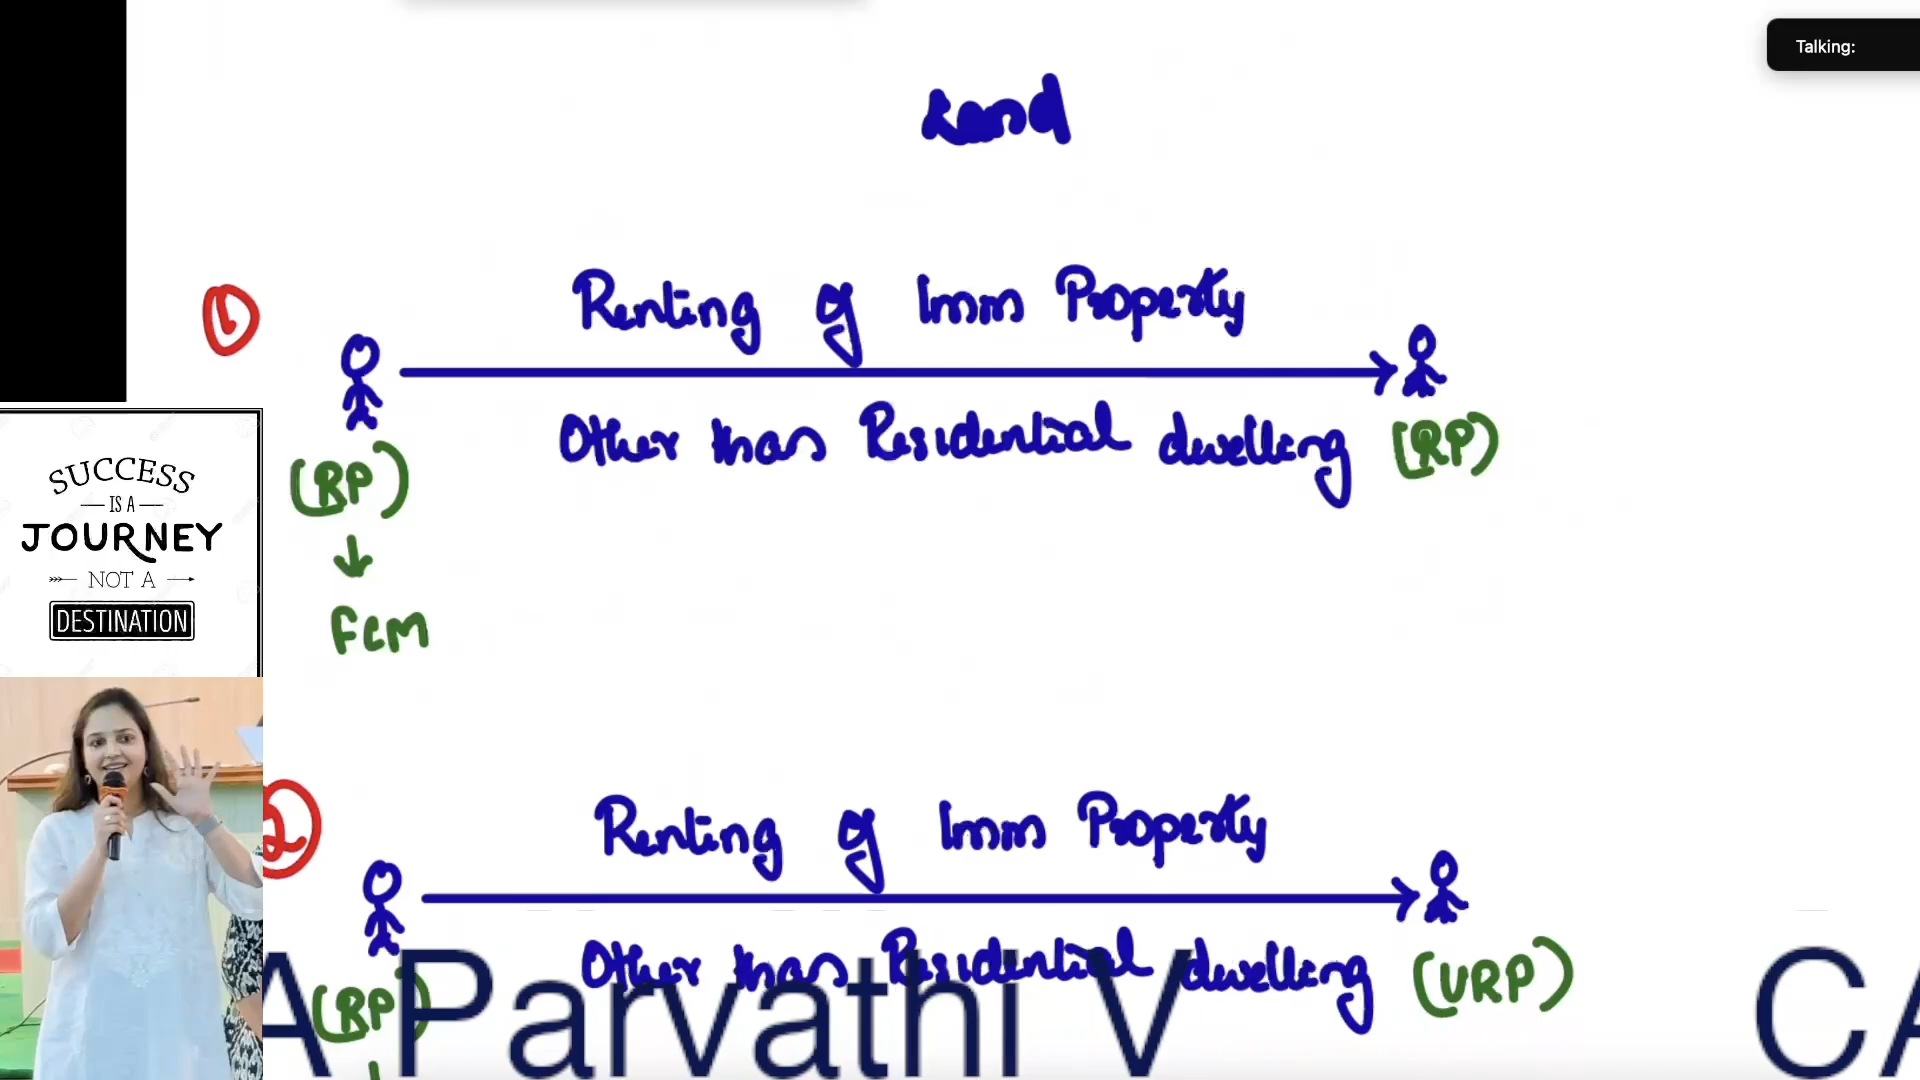 Talking:
Land
1
Renting of Imm Property
Other than Residential dwelling
(RP)
(RP)
↓
FCM
SUCCESS
IS A
JOURNEY
NOT A
DESTINATION
2
Renting of Imm Property
Other than Residential dwelling
(RP)
(URP)
A Parvathi V
CA